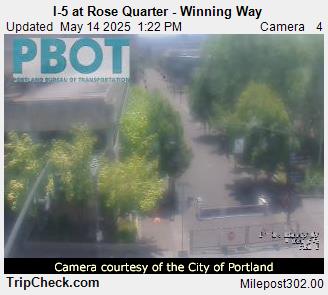 I-5 at Rose Quarter - Winning Way
Updated May 14 2025 1:22 PM Camera 4
PBOT
PORTLAND BUREAU OF TRANSPORTATION
Camera courtesy of the City of Portland
TripCheck.com Milepost302.00